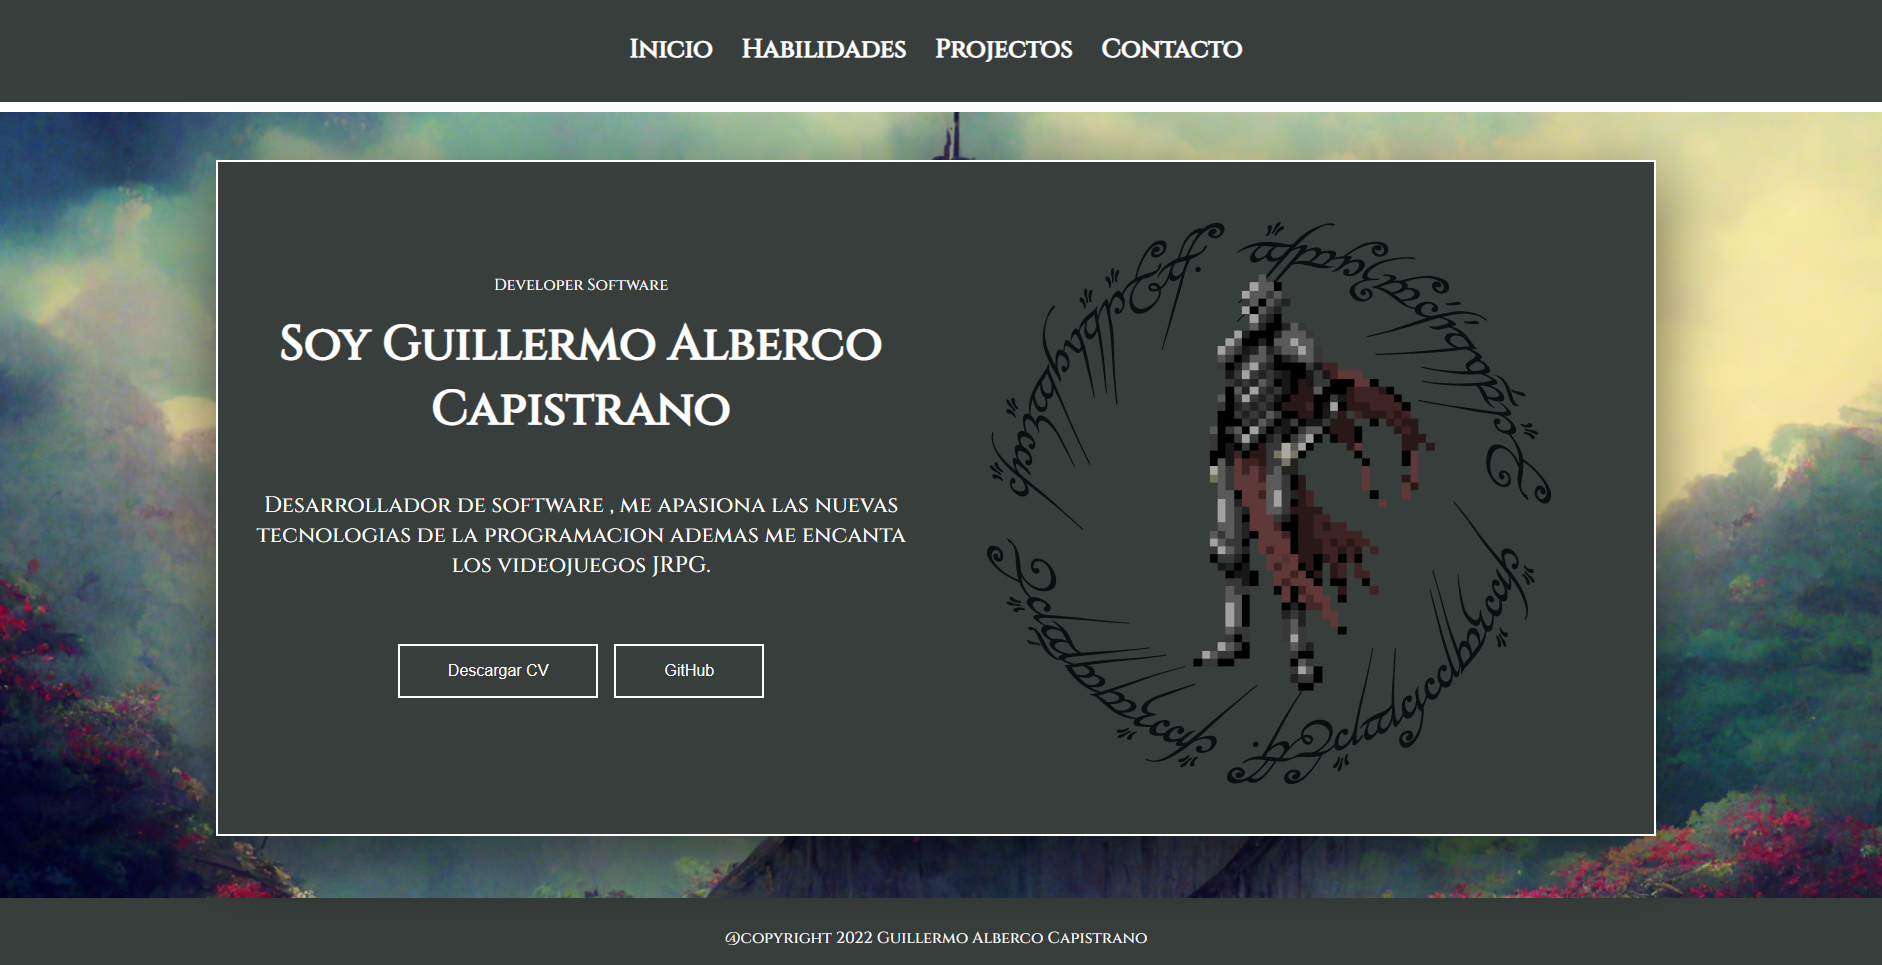 Inicio Habilidades Projectos Contacto
Developer Software
Soy Guillermo Alberco
Capistrano
Desarrollador de software , me apasiona las nuevas
tecnologias de la programacion ademas me encanta
los videojuegos JRPG.
Descargar CV GitHub
@copyright 2022 Guillermo Alberco Capistrano